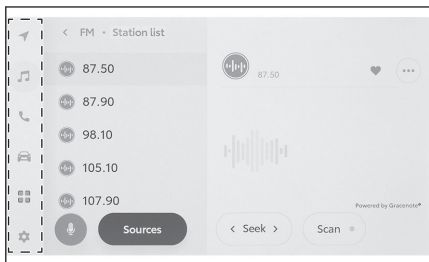 FM • Station list
87.50
87.90
98.10
105.10
107.90
Sources
87.50
Powered by Gracenote®
Seek
Scan